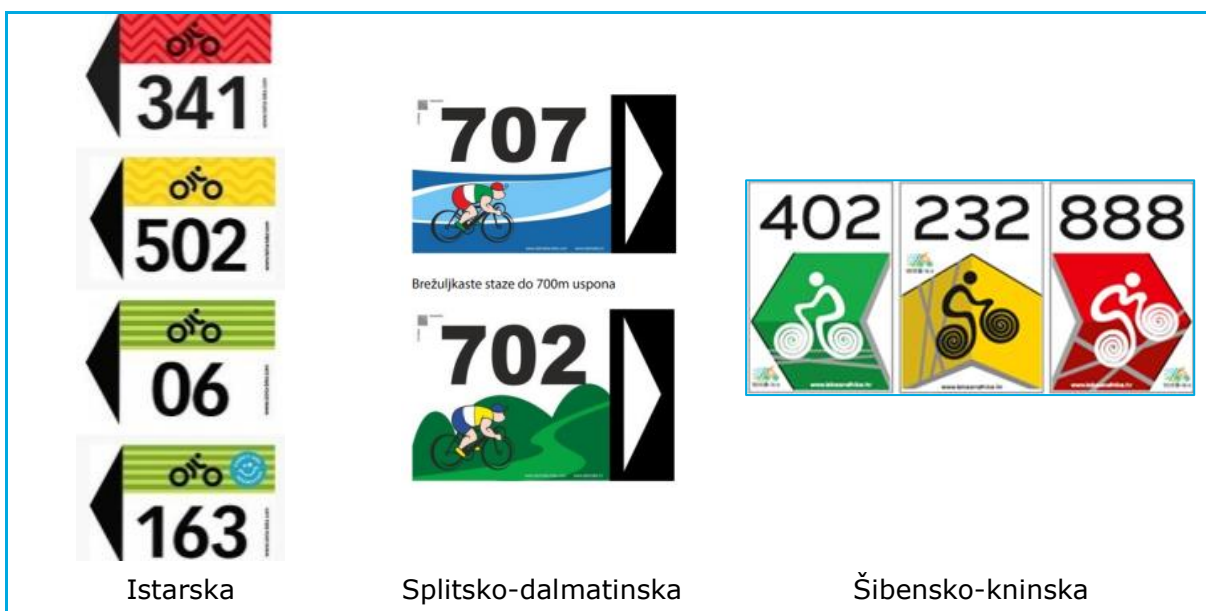 341
502
06
163
Istarska
707
Brežuljkaste staze do 700m uspona
702
Splitsko-dalmatinska
402 232 888
Šibensko-kninska